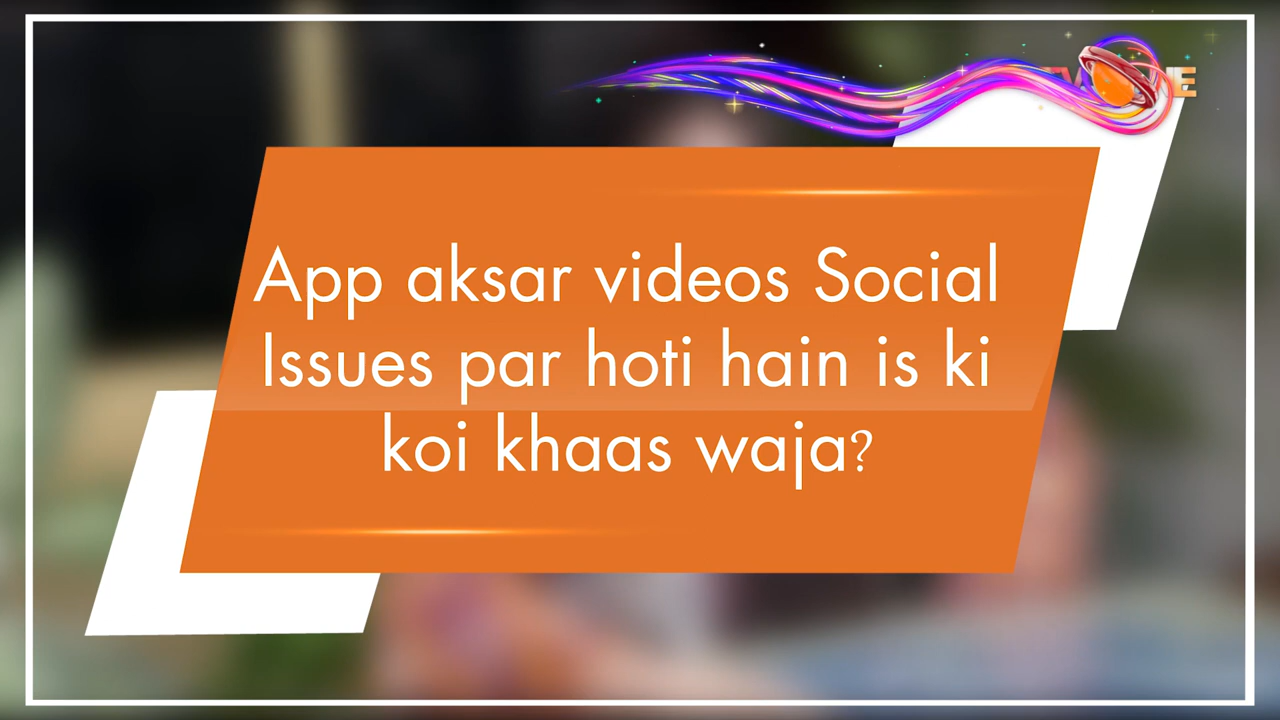 App aksar videos Social
Issues par hoti hain is ki
koi khaas waja?